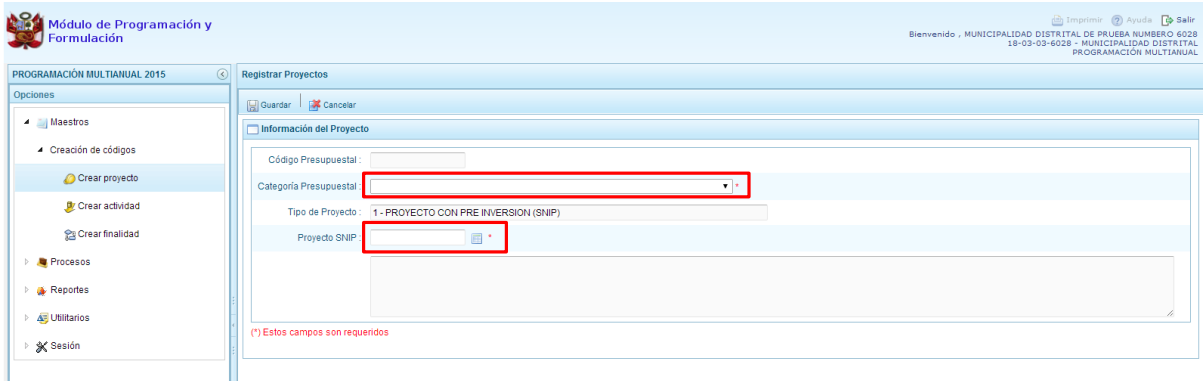 Módulo de Programación y
Formulación
Imprimir Ayuda Salir
Bienvenido , MUNICIPALIDAD DISTRITAL DE PRUEBA NUMBERO 6028
18-03-03-6028 - MUNICIPALIDAD DISTRITAL
PROGRAMACIÓN MULTIANUAL
PROGRAMACIÓN MULTIANUAL 2015
Opciones
Maestros
Creación de códigos
Crear proyecto
Crear actividad
Crear finalidad
Procesos
Reportes
Utilitarios
Sesión
Registrar Proyectos
Guardar Cancelar
Información del Proyecto
Código Presupuestal :
Categoría Presupuestal : *
Tipo de Proyecto : 1 - PROYECTO CON PRE INVERSION (SNIP)
Proyecto SNIP : *
(*) Estos campos son requeridos